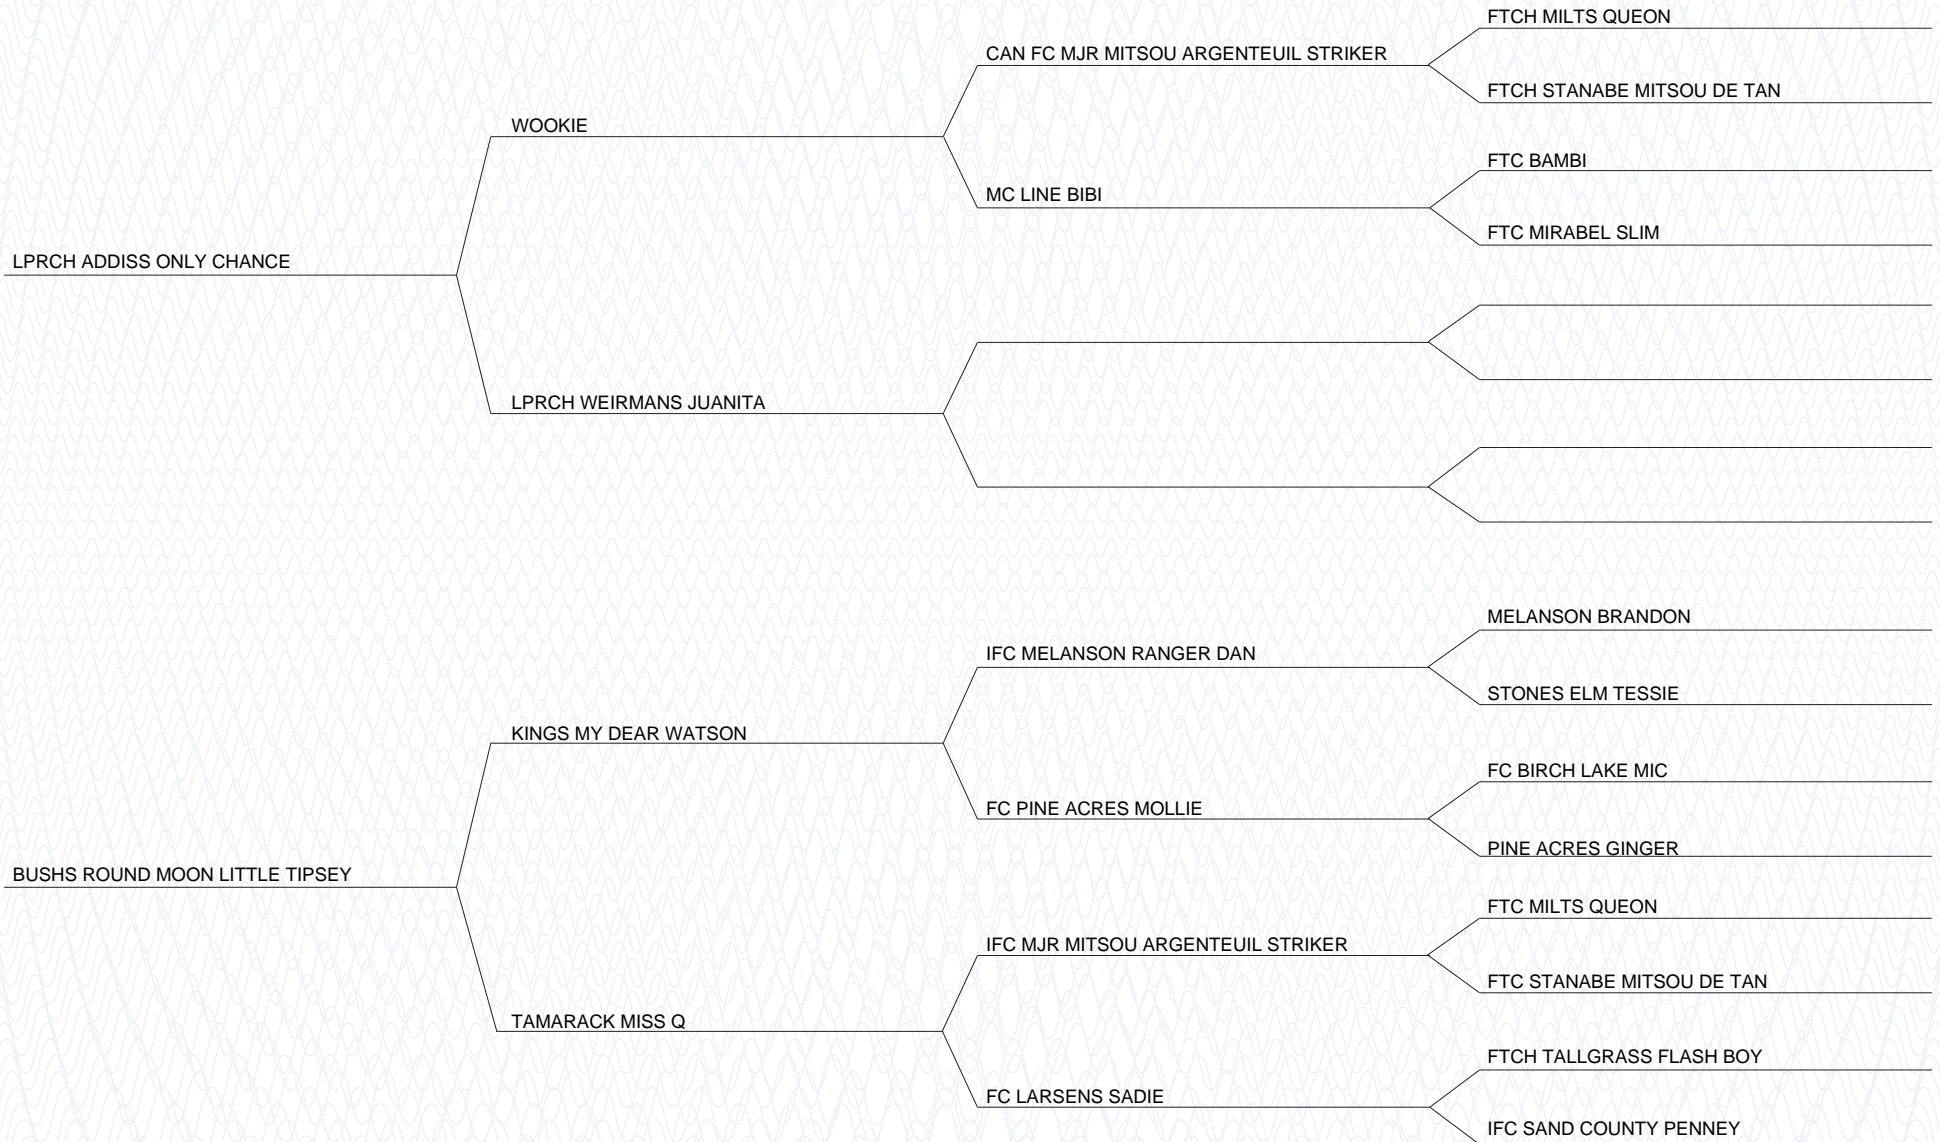 FTCH MILTS QUEON
CAN FC MJR MITSOU ARGENTEUIL STRIKER
FTCH STANABE MITSOU DE TAN
WOOKIE
FTC BAMBI
MC LINE BIBI
FTC MIRABEL SLIM
LPRCH ADDISS ONLY CHANCE
LPRCH WEIRMANS JUANITA
MELANSON BRANDON
IFC MELANSON RANGER DAN
STONES ELM TESSIE
KINGS MY DEAR WATSON
FC BIRCH LAKE MIC
FC PINE ACRES MOLLIE
PINE ACRES GINGER
BUSHS ROUND MOON LITTLE TIPSEY
FTC MILTS QUEON
IFC MJR MITSOU ARGENTEUIL STRIKER
FTC STANABE MITSOU DE TAN
TAMARACK MISS Q
FTCH TALLGRASS FLASH BOY
FC LARSENS SADIE
IFC SAND COUNTY PENNEY